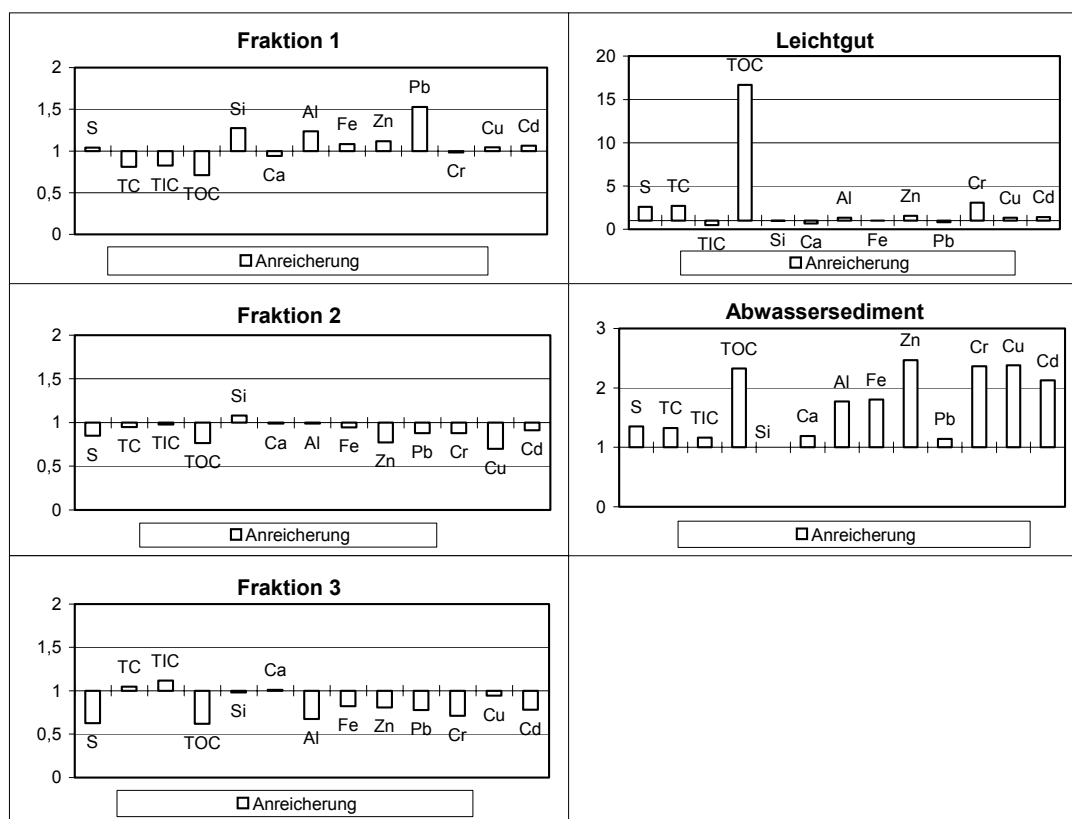 Fraktion 1
2
1,5
1
0,5
0
S
TC
TIC
TOC
Si
Ca
Al
Fe
Zn
Pb
Cr
Cu
Cd
Anreicherung
Leichtgut
20
15
10
5
0
S
TC
TIC
TOC
Si
Ca
Al
Fe
Zn
Pb
Cr
Cu
Cd
Anreicherung
Fraktion 2
2
1,5
1
0,5
0
S
TC
TIC
TOC
Si
Ca
Al
Fe
Zn
Pb
Cr
Cu
Cd
Anreicherung
Abwassersediment
3
2
1
0
S
TC
TIC
TOC
Si
Ca
Al
Fe
Zn
Pb
Cr
Cu
Cd
Anreicherung
Fraktion 3
2
1,5
1
0,5
0
S
TC
TIC
TOC
Si
Ca
Al
Fe
Zn
Pb
Cr
Cu
Cd
Anreicherung